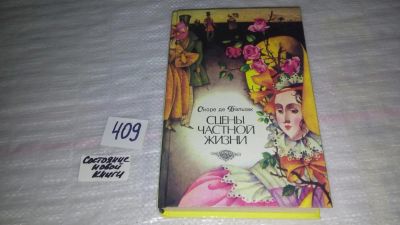 Оноре де Бальзак
СЦЕНЫ
ЧАСТНОЙ
ЖИЗНИ
409
Состояние
новой
книги